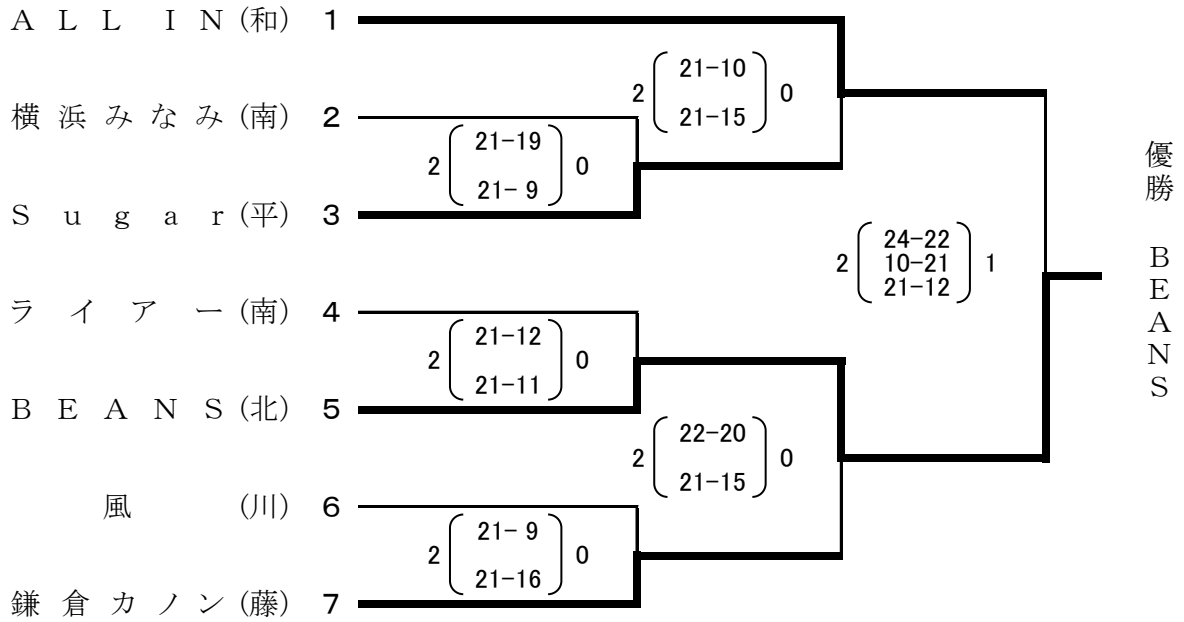 ALL IN(和) 1
2 21-10 0
21-15
横浜みなみ(南) 2
2 21-19 0
21- 9
Sugar(平) 3
2 24-22 1
10-21
21-12
優勝 BEANS
ライアー(南) 4
2 21-12 0
21-11
BEANS(北) 5
2 22-20 0
21-15
風(川) 6
2 21- 9 0
21-16
鎌倉カノン(藤) 7